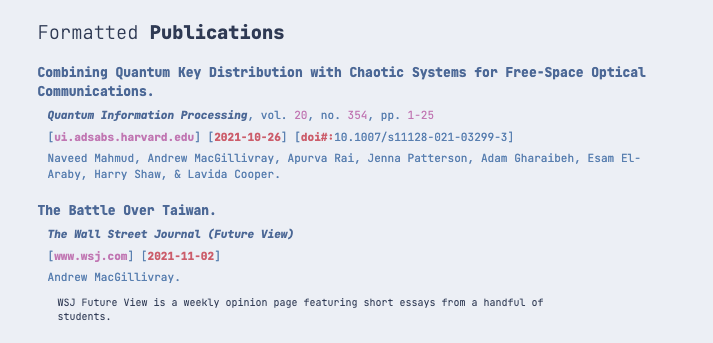 Formatted Publications
Combining Quantum Key Distribution with Chaotic Systems for Free-Space Optical
Communications.
Quantum Information Processing, vol. 20, no. 354, pp. 1-25
[ui.adsabs.harvard.edu] [2021-10-26] [doi#:10.1007/s11128-021-03299-3]
Naveed Mahmud, Andrew MacGillivray, Apurva Rai, Jenna Patterson, Adam Gharaibeh, Esam El-
Araby, Harry Shaw, & Lavida Cooper.
The Battle Over Taiwan.
The Wall Street Journal (Future View)
[www.wsj.com] [2021-11-02]
Andrew MacGillivray.
WSJ Future View is a weekly opinion page featuring short essays from a handful of
students.